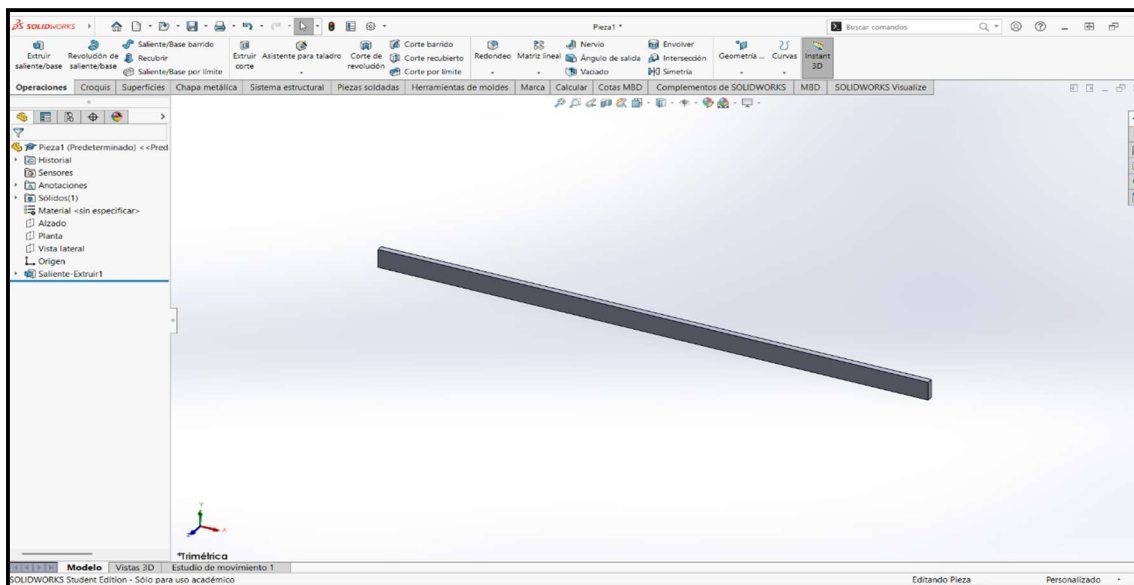 SOLIDWORKS
Pieza1 *
Buscar comandos
Extruir saliente/base
Revolución de saliente/base
Saliente/Base barrido
Recubrir
Saliente/Base por límite
Extruir corte
Asistente para taladro
Corte de revolución
Corte barrido
Corte recubierto
Corte por límite
Redondeo
Matriz lineal
Nervio
Ángulo de salida
Vaciado
Envolver
Intersección
Simetría
Geometría ...
Curvas
Instant 3D
Operaciones Croquis Superficies Chapa metálica Sistema estructural Piezas soldadas Herramientas de moldes Marca Calcular Cotas MBD Complementos de SOLIDWORKS MBD SOLIDWORKS Visualize
Pieza1 (Predeterminado) <<Pred
Historial
Sensores
Anotaciones
Sólidos(1)
Material <sin especificar>
Alzado
Planta
Vista lateral
Origen
Saliente-Extruir1
*Trimétrica
Modelo Vistas 3D Estudio de movimiento 1
SOLIDWORKS Student Edition - Sólo para uso académico
Editando Pieza
Personalizado